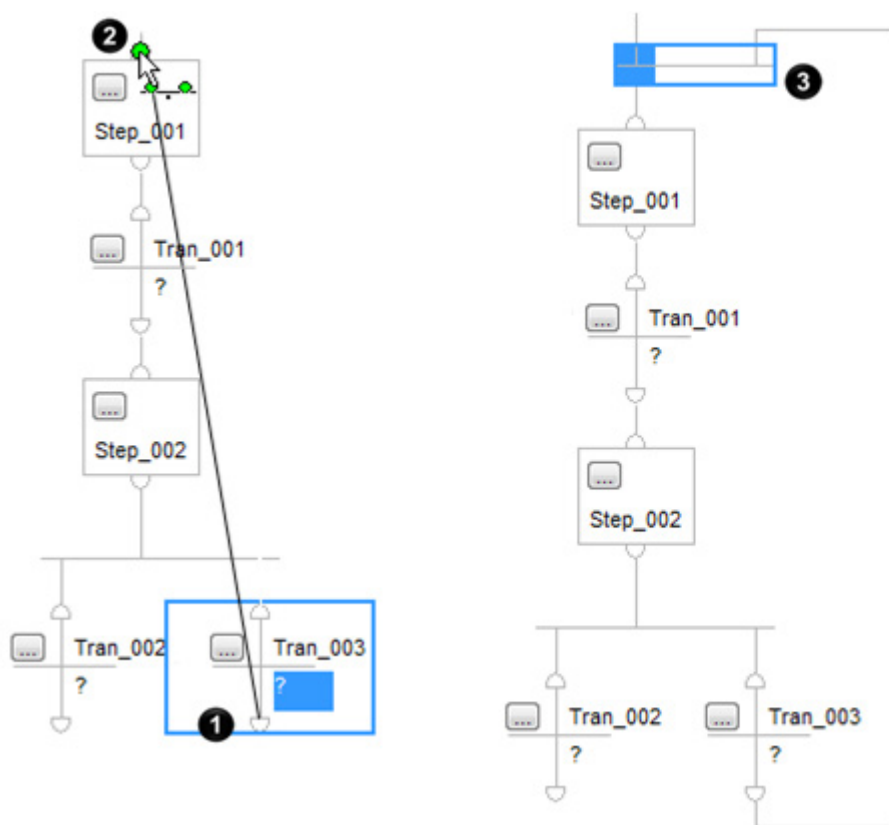 2
...
Step_001
...
Tran_001
?
...
Step_002
...
Tran_002
?
...
Tran_003
?
1
3
...
Step_001
...
Tran_001
?
...
Step_002
...
Tran_002
?
...
Tran_003
?